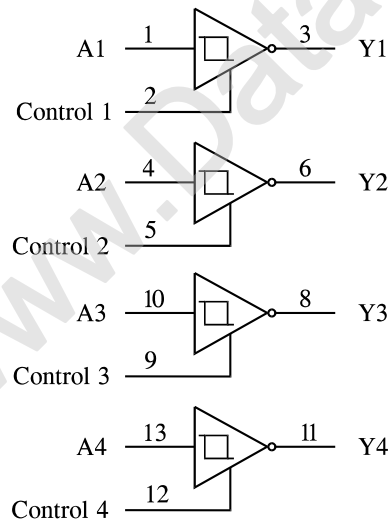 A1 1 3 Y1
Control 1 2
A2 4 6 Y2
Control 2 5
A3 10 8 Y3
Control 3 9
A4 13 11 Y4
Control 4 12
w.Data